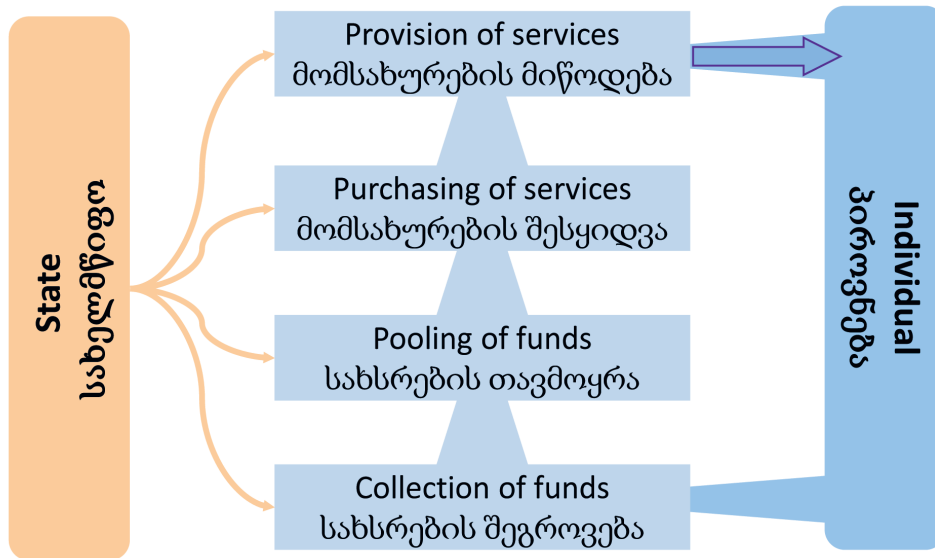 State
სახელმწიფო
Provision of services
მომსახურების მიწოდება
Purchasing of services
მომსახურების შესყიდვა
Pooling of funds
სახსრების თავმოყრა
Collection of funds
სახსრების შეგროვება
Individual
პიროვნება